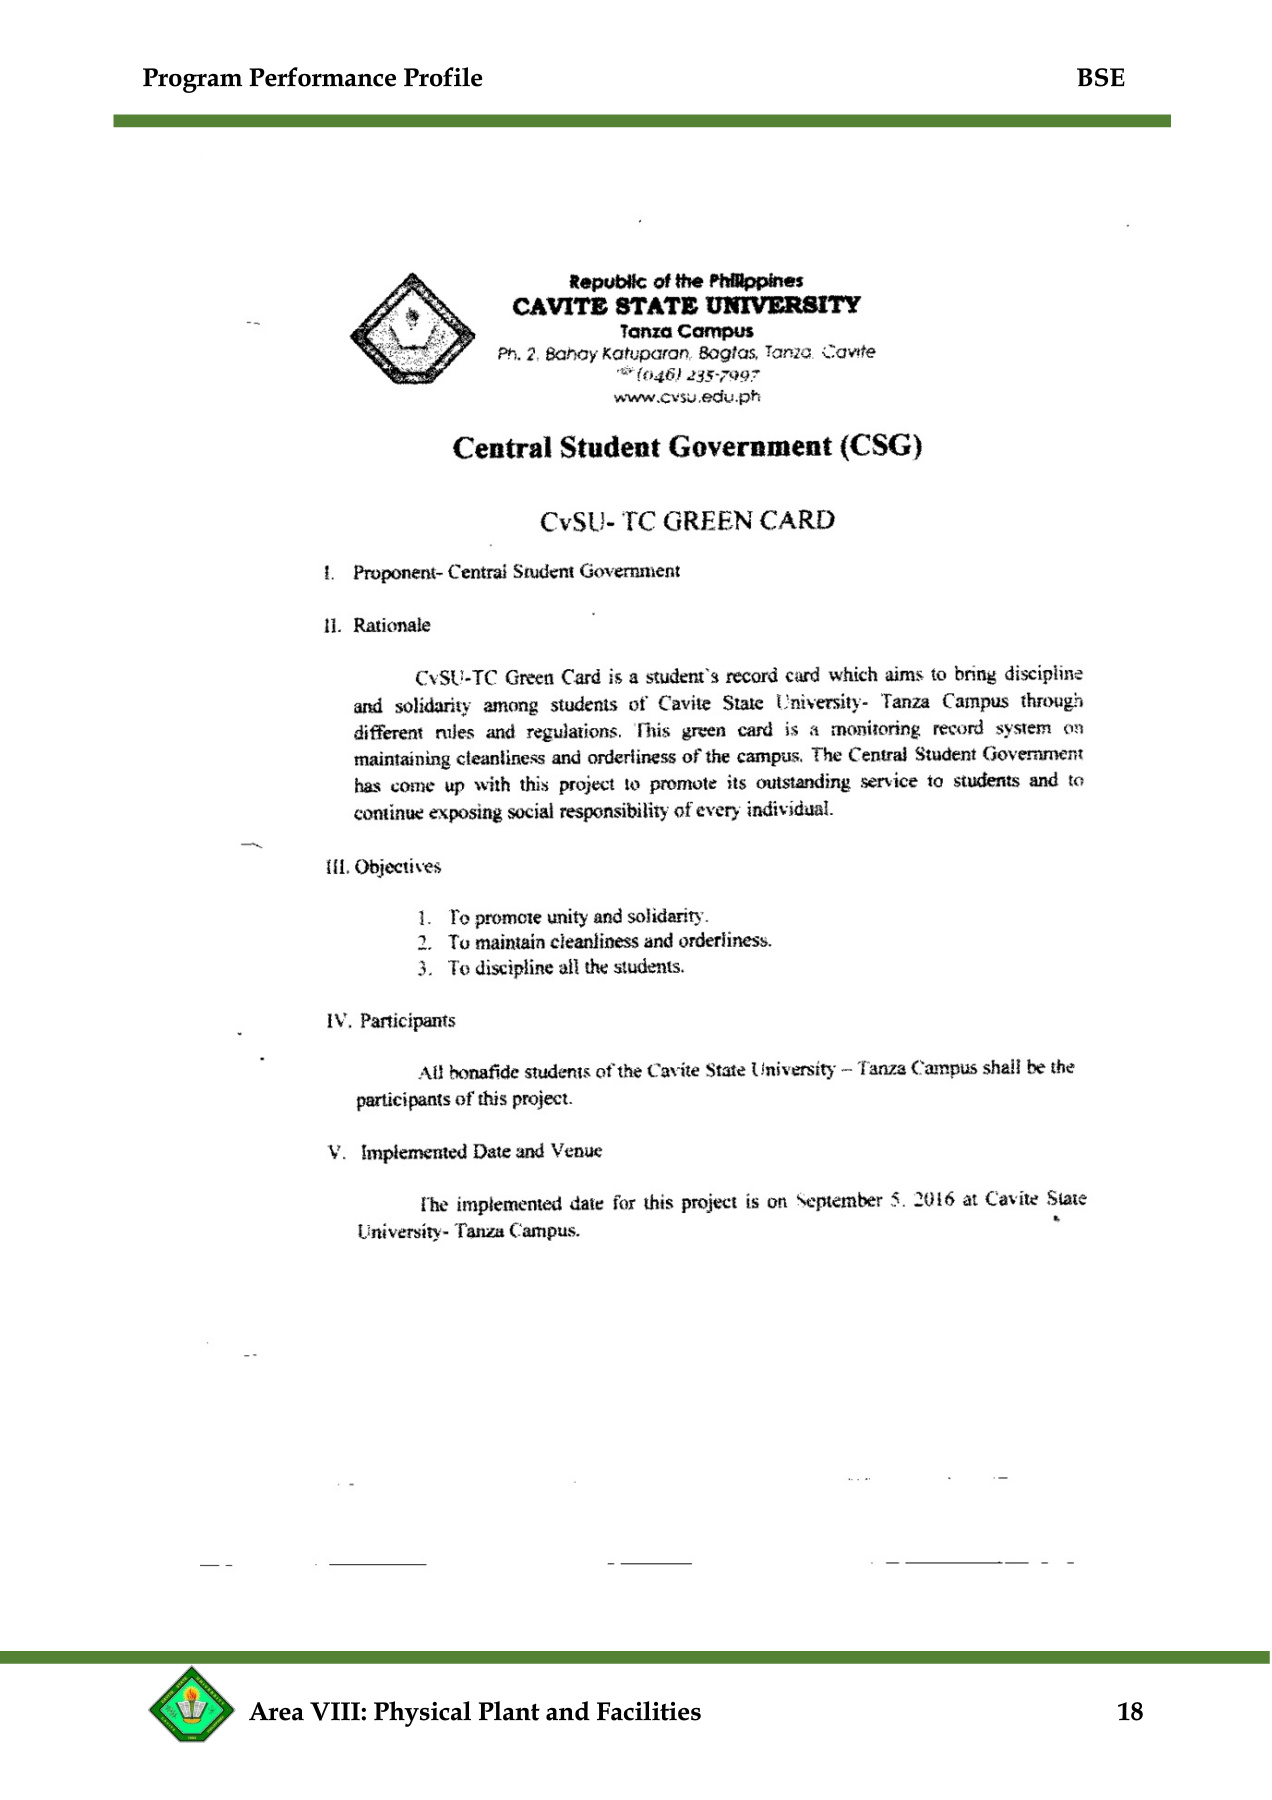 Program Performance Profile BSE
Republic of the Philippines
CAVITE STATE UNIVERSITY
Tanza Campus
Ph. 2, Bahay Katuparan, Bagtas, Tanza, Cavite
☏ (046) 235-7997
www.cvsu.edu.ph
Central Student Government (CSG)
CvSU- TC GREEN CARD
I. Proponent- Central Student Government
II. Rationale
CvSU-TC Green Card is a student's record card which aims to bring discipline
and solidarity among students of Cavite State University- Tanza Campus through
different rules and regulations. This green card is a monitoring record system on
maintaining cleanliness and orderliness of the campus. The Central Student Government
has come up with this project to promote its outstanding service to students and to
continue exposing social responsibility of every individual.
III. Objectives
1. To promote unity and solidarity.
2. To maintain cleanliness and orderliness.
3. To discipline all the students.
IV. Participants
All bonafide students of the Cavite State University – Tanza Campus shall be the
participants of this project.
V. Implemented Date and Venue
The implemented date for this project is on September 5, 2016 at Cavite State
University- Tanza Campus.
Area VIII: Physical Plant and Facilities 18